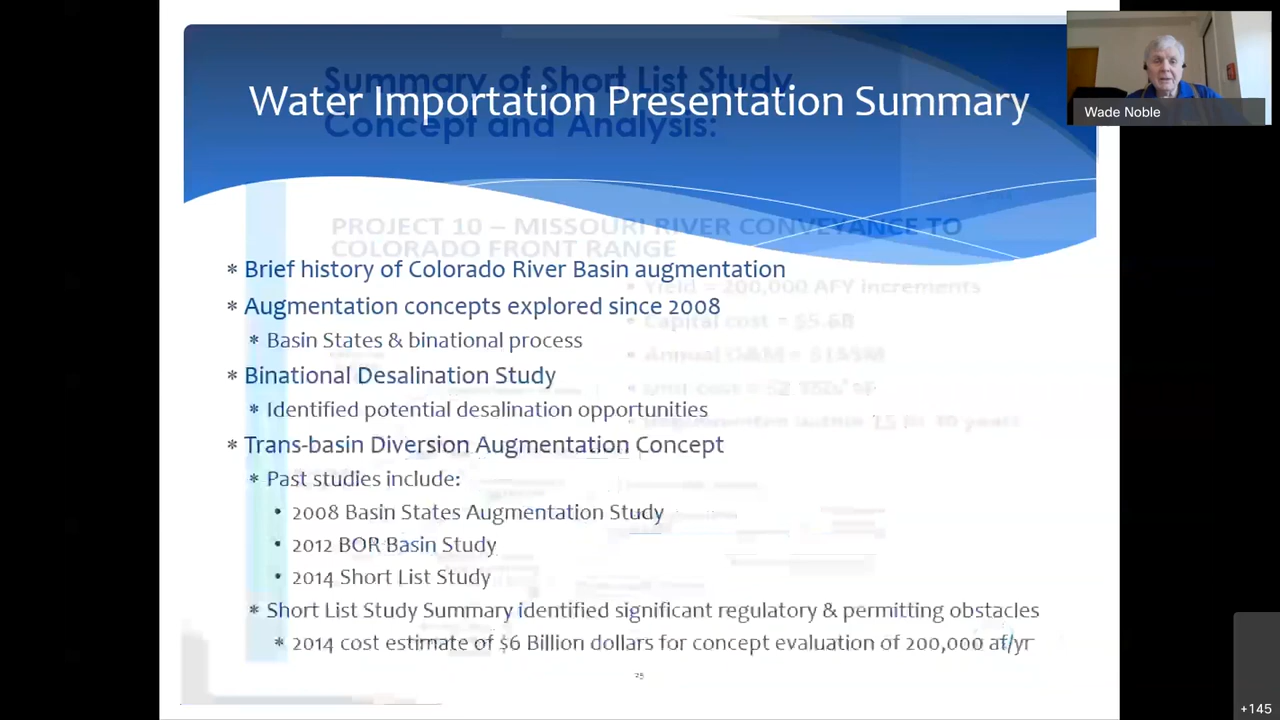 Summary of Short List Study
Water Importation Presentation Summary
Concept and Analysis:
Wade Noble
PROJECT 10 – MISSOURI RIVER CONVEYANCE TO
COLORADO FRONT RANGE
* Brief history of Colorado River Basin augmentation
• Yield = 200,000 AFY increments
* Augmentation concepts explored since 2008
• Capital cost =
* Basin States & binational process
• Annual O&M =
* Binational Desalination Study
• Unit cost =
* Identified potential desalination opportunities
* Trans-basin Diversion Augmentation Concept
* Past studies include:
• 2008 Basin States Augmentation Study
• 2012 BOR Basin Study
• 2014 Short List Study
* Short List Study Summary identified significant regulatory & permitting obstacles
* 2014 cost estimate of $6 Billion dollars for concept evaluation of 200,000 af/yr
+145